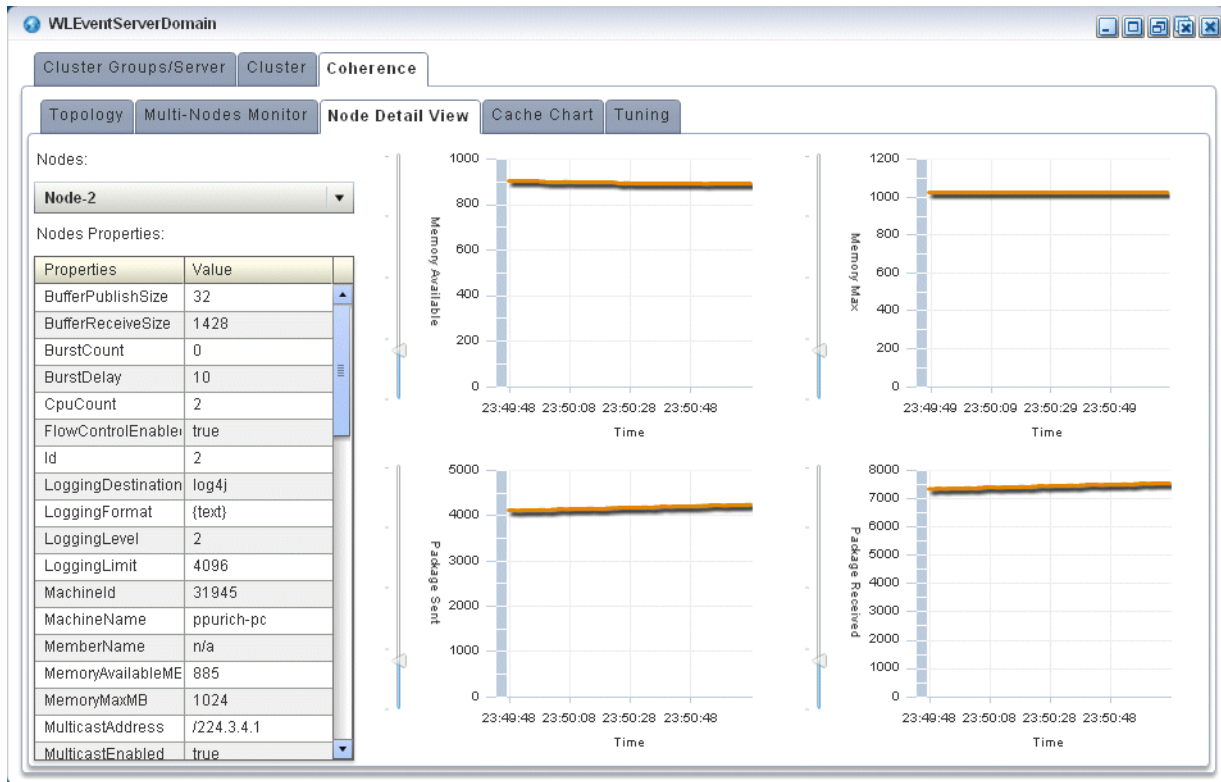 WLEventServerDomain
Cluster Groups/Server Cluster Coherence
Topology Multi-Nodes Monitor Node Detail View Cache Chart Tuning
Nodes:
Node-2
Nodes Properties:
Properties Value
BufferPublishSize 32
BufferReceiveSize 1428
BurstCount 0
BurstDelay 10
CpuCount 2
FlowControlEnable true
Id 2
LoggingDestination log4j
LoggingFormat {text}
LoggingLevel 2
LoggingLimit 4096
MachineId 31945
MachineName ppurich-pc
MemberName n/a
MemoryAvailableME 885
MemoryMaxMB 1024
MulticastAddress /224.3.4.1
MulticastEnabled true
1000
800
600
400
200
0
Memory Available
23:49:48 23:50:08 23:50:28 23:50:48
Time
1200
1000
800
600
400
200
0
Memory Max
23:49:49 23:50:09 23:50:29 23:50:49
Time
5000
4000
3000
2000
1000
0
Package Sent
23:49:48 23:50:08 23:50:28 23:50:48
Time
8000
7000
6000
5000
4000
3000
2000
1000
0
Package Received
23:49:48 23:50:08 23:50:28 23:50:48
Time